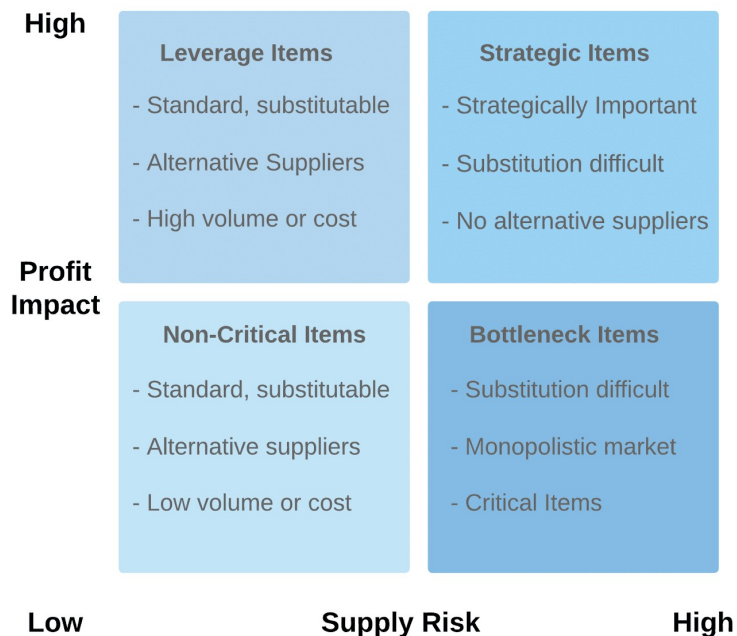 High
Leverage Items
- Standard, substitutable
- Alternative Suppliers
- High volume or cost
Strategic Items
- Strategically Important
- Substitution difficult
- No alternative suppliers
Profit
Impact
Non-Critical Items
- Standard, substitutable
- Alternative suppliers
- Low volume or cost
Bottleneck Items
- Substitution difficult
- Monopolistic market
- Critical Items
Low
Supply Risk
High